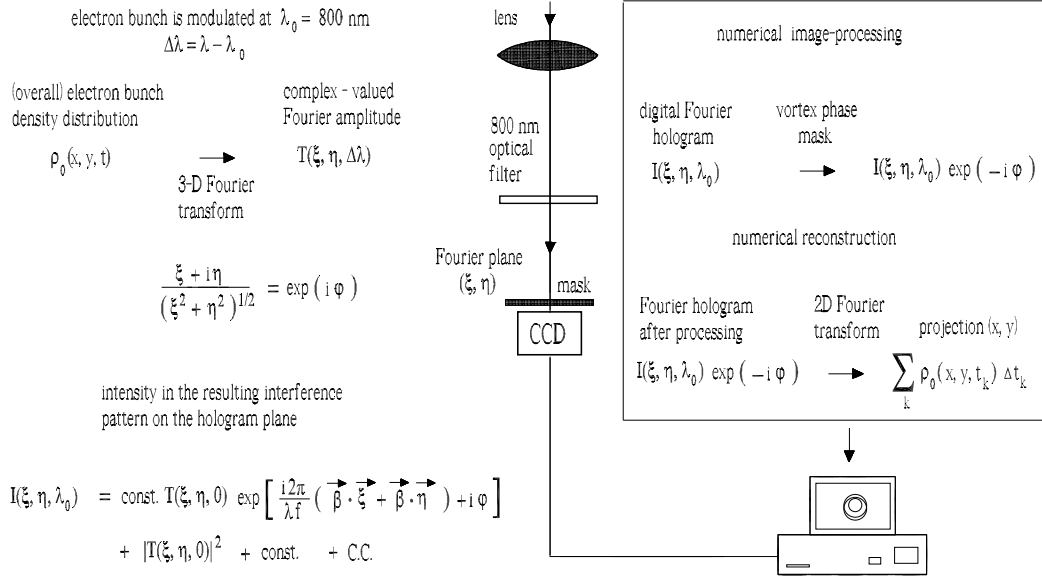 electron bunch is modulated at λ₀ = 800 nm
Δλ = λ − λ₀
(overall) electron bunch
density distribution
ρ₀(x, y, t)
3-D Fourier
transform
complex - valued
Fourier amplitude
T(ξ, η, Δλ)
(ξ + iη) / (ξ² + η²)^1/2 = exp ( i φ )
intensity in the resulting interference
pattern on the hologram plane
I(ξ, η, λ₀) = const. T(ξ, η, 0) exp [ i 2π / λ f ( β⃗ · ξ⃗ + β⃗ · η⃗ ) + i φ ]
+ |T(ξ, η, 0)|² + const. + C.C.
lens
800 nm
optical
filter
Fourier plane
(ξ, η)
mask
CCD
numerical image-processing
digital Fourier
hologram
I(ξ, η, λ₀)
vortex phase
mask
I(ξ, η, λ₀) exp ( − i φ )
numerical reconstruction
Fourier hologram
after processing
I(ξ, η, λ₀) exp ( − i φ )
2D Fourier
transform
projection (x, y)
∑ₖ ρ₀(x, y, tₖ) Δtₖ